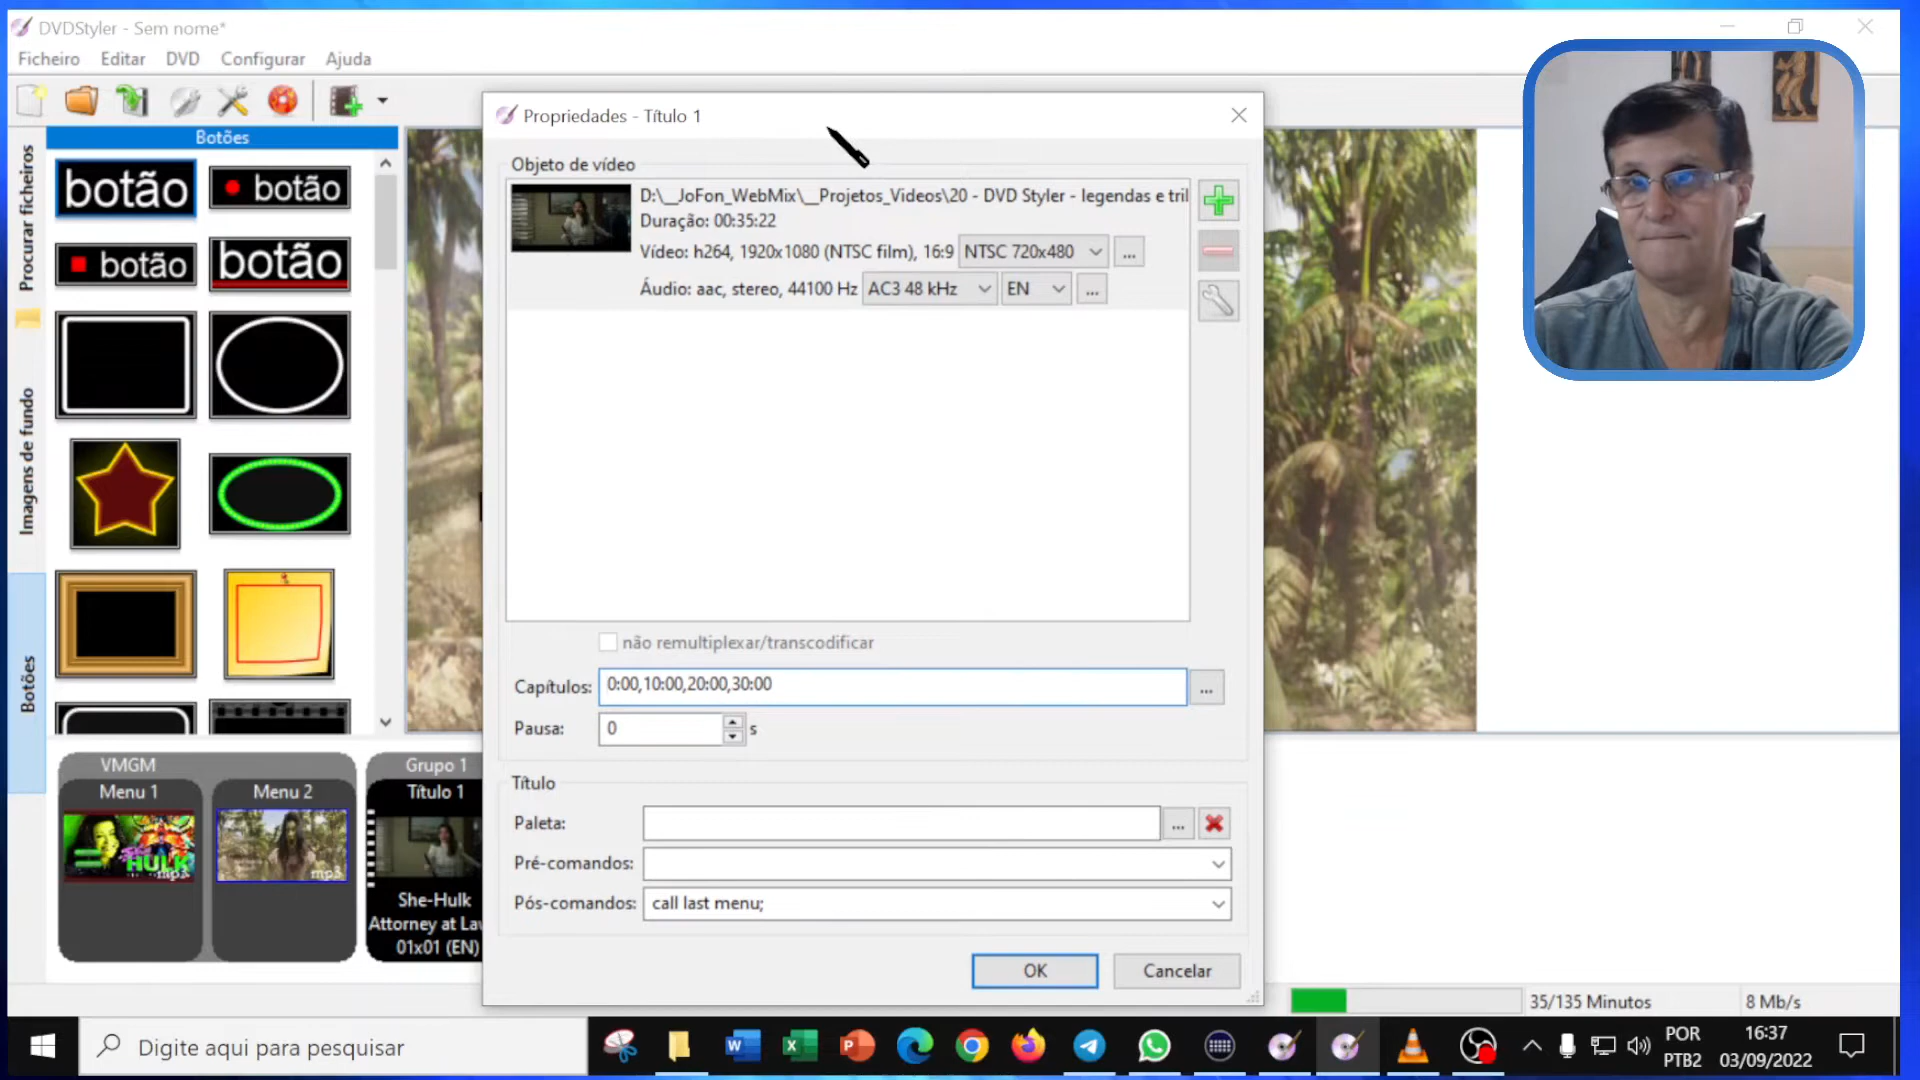 DVDStyler - Sem nome*
Ficheiro Editar DVD Configurar Ajuda
Procurar ficheiros
Imagens de fundo
Botões
Botões
botão
botão
botão
botão
Propriedades - Título 1
Objeto de vídeo
D:\__JoFon_WebMix\__Projetos_Videos\20 - DVD Styler - legendas e tril
Duração: 00:35:22
Vídeo: h264, 1920x1080 (NTSC film), 16:9 NTSC 720x480 ...
Áudio: aac, stereo, 44100 Hz AC3 48 kHz EN ...
não remultiplexar/transcodificar
Capítulos: 0:00,10:00,20:00,30:00 ...
Pausa: 0 s
Título
Paleta: ...
Pré-comandos:
Pós-comandos: call last menu;
OK Cancelar
VMGM
Menu 1
HULK
mp3
Menu 2
mp3
Grupo 1
Título 1
She-Hulk
Attorney at La
01x01 (EN)
35/135 Minutos 8 Mb/s
Digite aqui para pesquisar
POR
PTB2
16:37
03/09/2022